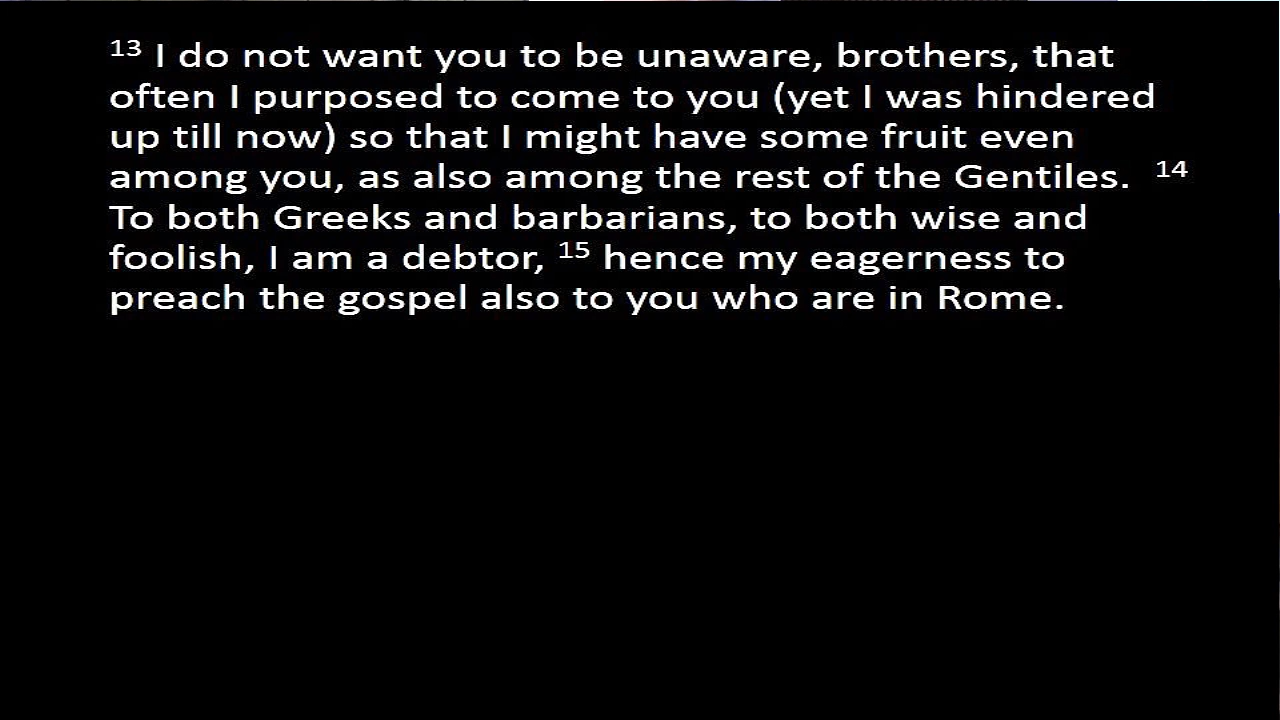 13 I do not want you to be unaware, brothers, that
often I purposed to come to you (yet I was hindered
up till now) so that I might have some fruit even
among you, as also among the rest of the Gentiles. 14
To both Greeks and barbarians, to both wise and
foolish, I am a debtor, 15 hence my eagerness to
preach the gospel also to you who are in Rome.